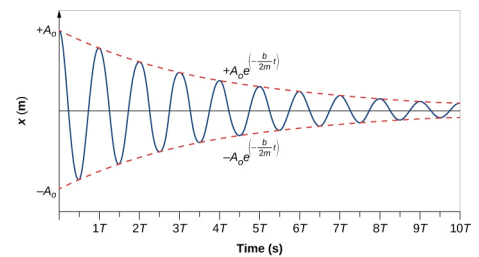 +Aₒ
x (m)
–Aₒ
+Aₒe^(–b/2m t)
–Aₒe^(–b/2m t)
1T 2T 3T 4T 5T 6T 7T 8T 9T 10T
Time (s)